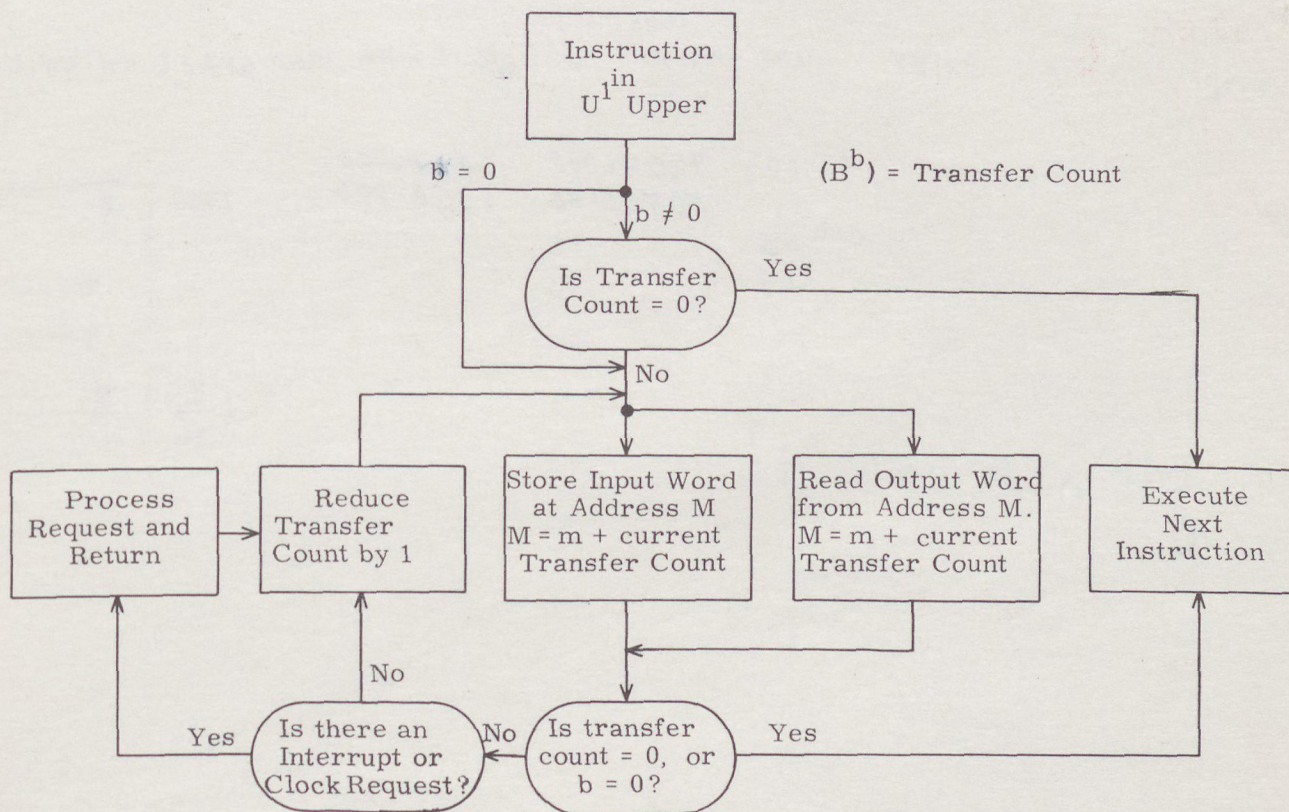 Instruction
in
U¹ Upper
b = 0
(Bᵇ) = Transfer Count
b ≠ 0
Is Transfer
Count = 0?
Yes
No
Process
Request and
Return
Reduce
Transfer
Count by 1
Store Input Word
at Address M
M = m + current
Transfer Count
Read Output Word
from Address M.
M = m + current
Transfer Count
Execute
Next
Instruction
No
Yes
Is there an
Interrupt or
Clock Request?
No
Is transfer
count = 0, or
b = 0?
Yes